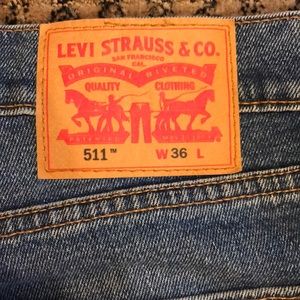 LEVI STRAUSS & CO.
SAN FRANCISCO
CAL.
ORIGINAL RIVETED
QUALITY CLOTHING
511™ W 36 L